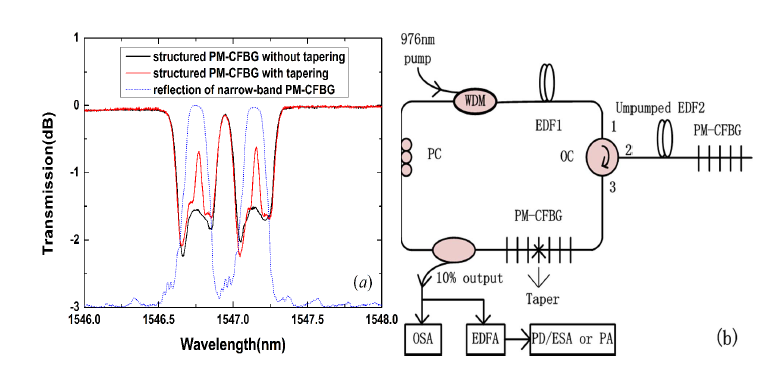 structured PM-CFBG without tapering
structured PM-CFBG with tapering
reflection of narrow-band PM-CFBG
Transmission(dB)
1
0
-1
-2
-3
(a)
1546.0 1546.5 1547.0 1547.5 1548.0
Wavelength(nm)
976nm
pump
WDM
EDF1
Unpumped EDF2
PM-CFBG
PC
OC
1
2
3
PM-CFBG
10% output
Taper
OSA
EDFA
PD/ESA or PA
(b)